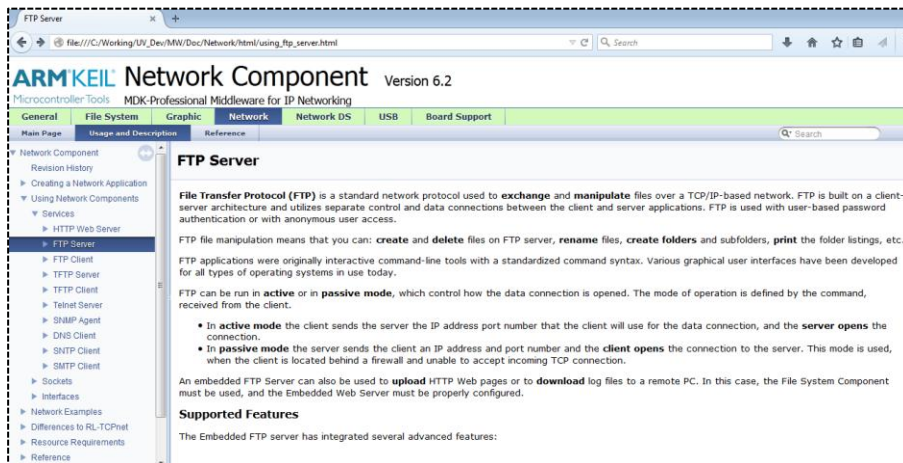 FTP Server
file:///C:/Working/UV_Dev/MW/Doc/Network/html/using_ftp_server.html
Search
ARM KEIL
Microcontroller Tools
Network Component Version 6.2
MDK-Professional Middleware for IP Networking
General File System Graphic Network Network DS USB Board Support
Main Page Usage and Description Reference
Search
Network Component
Revision History
Creating a Network Application
Using Network Components
Services
HTTP Web Server
FTP Server
FTP Client
TFTP Server
TFTP Client
Telnet Server
SNMP Agent
DNS Client
SNTP Client
SMTP Client
Sockets
Interfaces
Network Examples
Differences to RL-TCPnet
Resource Requirements
Reference
FTP Server
File Transfer Protocol (FTP) is a standard network protocol used to exchange and manipulate files over a TCP/IP-based network. FTP is built on a client-
server architecture and utilizes separate control and data connections between the client and server applications. FTP is used with user-based password
authentication or with anonymous user access.
FTP file manipulation means that you can: create and delete files on FTP server, rename files, create folders and subfolders, print the folder listings, etc.
FTP applications were originally interactive command-line tools with a standardized command syntax. Various graphical user interfaces have been developed
for all types of operating systems in use today.
FTP can be run in active or in passive mode, which control how the data connection is opened. The mode of operation is defined by the command,
received from the client.
• In active mode the client sends the server the IP address port number that the client will use for the data connection, and the server opens the
connection.
• In passive mode the server sends the client an IP address and port number and the client opens the connection to the server. This mode is used,
when the client is located behind a firewall and unable to accept incoming TCP connection.
An embedded FTP Server can also be used to upload HTTP Web pages or to download log files to a remote PC. In this case, the File System Component
must be used, and the Embedded Web Server must be properly configured.
Supported Features
The Embedded FTP server has integrated several advanced features: